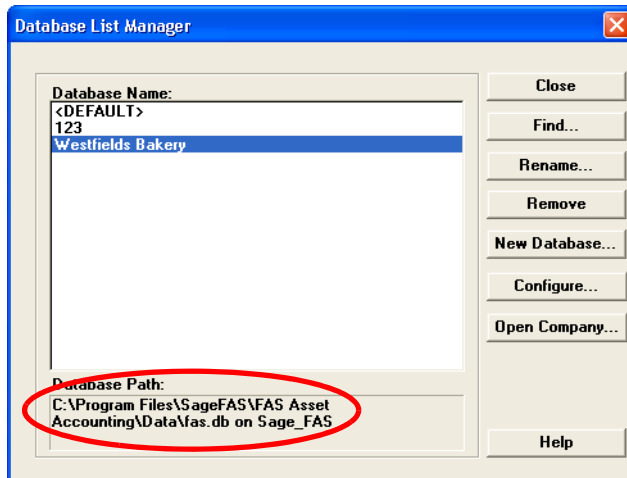 Database List Manager
Database Name:
<DEFAULT>
123
Westfields Bakery
Close
Find...
Rename...
Remove
New Database...
Configure...
Open Company...
Database Path:
C:\Program Files\SageFAS\FAS Asset
Accounting\Data\fas.db on Sage_FAS
Help